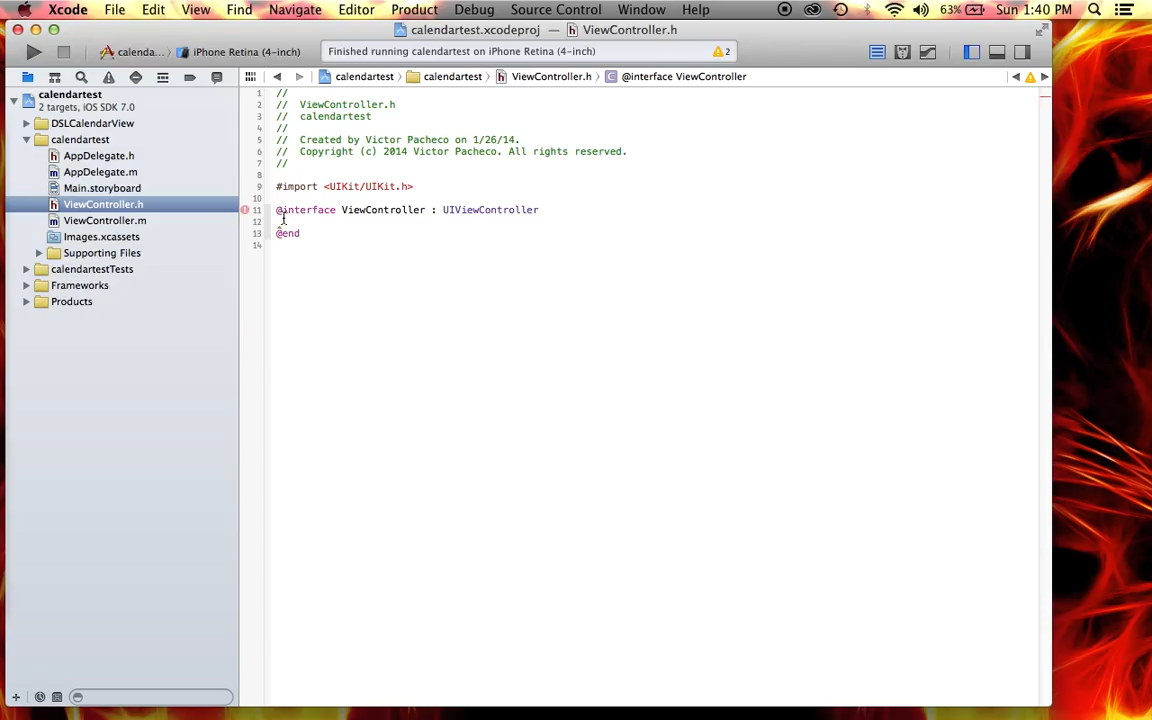 Xcode File Edit View Find Navigate Editor Product Debug Source Control Window Help 63% Sun 1:40 PM
calendartest.xcodeproj — ViewController.h
calenda... iPhone Retina (4-inch) Finished running calendartest on iPhone Retina (4-inch) 2
calendartest calendartest ViewController.h C @interface ViewController
calendartest
2 targets, iOS SDK 7.0
DSLCalendarView
calendartest
h AppDelegate.h
m AppDelegate.m
Main.storyboard
h ViewController.h
m ViewController.m
Images.xcassets
Supporting Files
calendartestTests
Frameworks
Products
1 //
2 // ViewController.h
3 // calendartest
4 //
5 // Created by Victor Pacheco on 1/26/14.
6 // Copyright (c) 2014 Victor Pacheco. All rights reserved.
7 //
8
9 #import <UIKit/UIKit.h>
10
11 @interface ViewController : UIViewController
12
13 @end
14